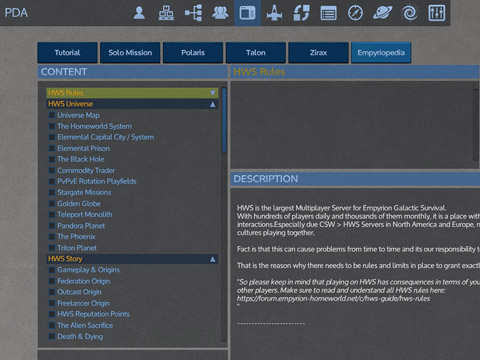 PDA
Tutorial
Solo Mission
Polaris
Talon
Zirax
Empyriopedia
CONTENT
HWS Rules
HWS Universe
Universe Map
The Homeworld System
Elemental Capital City / System
Elemental Prison
The Black Hole
Commodity Trader
PvPvE Rotation Playfields
Stargate Missions
Golden Globe
Teleport Monolith
Pandora Planet
The Phoenix
Triton Planet
HWS Story
Gameplay & Origins
Federation Origin
Outcast Origin
Freelancer Origin
HWS Reputation Points
The Alien Sacrifice
Death & Dying
HWS Rules
DESCRIPTION
HWS is the largest Multiplayer Server for Empyrion Galactic Survival.
With hundreds of players daily and thousands of them monthly, it is a place with
interactions.Especially due CSW > HWS Servers in North America and Europe,
cultures playing together.
Fact is that this can cause problems from time to time and its our responsibility
That is the reason why there needs to be rules and limits in place to grant
"So please keep in mind that playing on HWS has consequences in terms of
other players. Make sure to read and understand all HWS rules here:
https://forum.empyrion-homeworld.net/c/hws-guide/hws-rules
"
------------------------